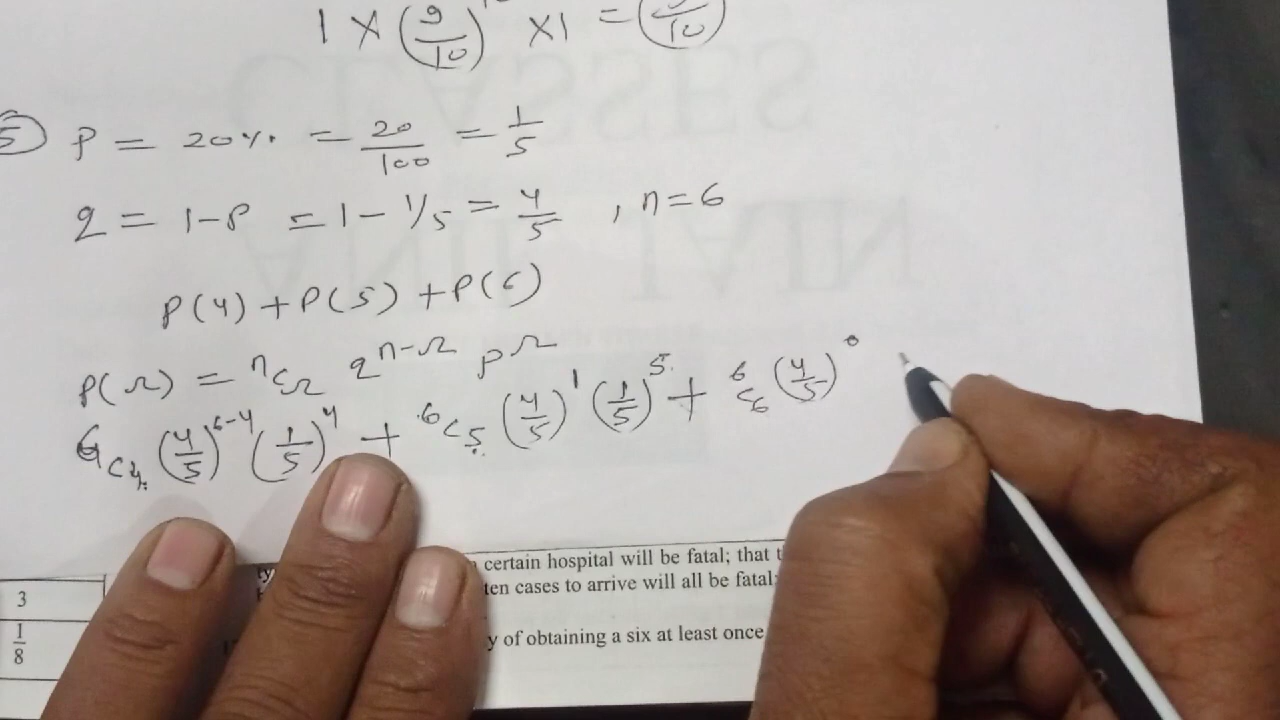 1 × (9/10) × 1 = ( /10)
5 P = 20% = 20/100 = 1/5
q = 1-P = 1 - 1/5 = 4/5 , n=6
P(4) + P(5) + P(6)
P(r) = ⁿCr qⁿ⁻ʳ pʳ
6C4 (4/5)⁶⁻⁴ (1/5)⁴ + ⁶C5 (4/5)¹ (1/5)⁵ + ⁶C6 (4/5)⁰
certain hospital will be fatal; that
3
ten cases to arrive will all be fatal
1/8
y of obtaining a six at least once
CLASSES
ANIL JAIN